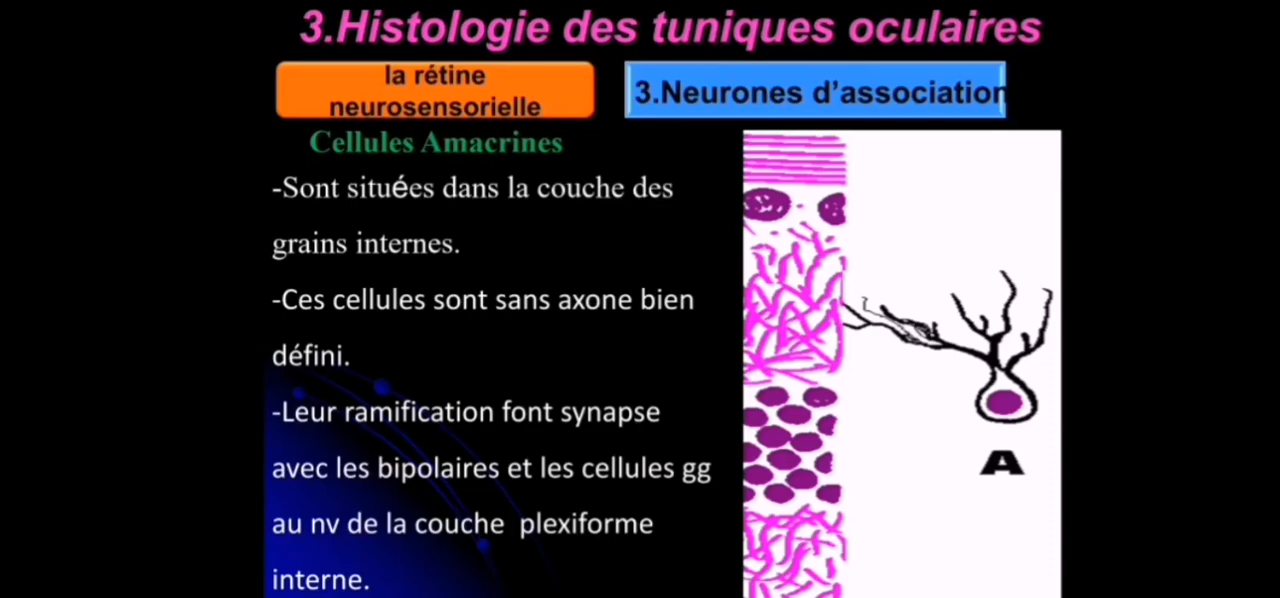 3.Histologie des tuniques oculaires
la rétine
neurosensorielle
3.Neurones d’association
Cellules Amacrines
-Sont situées dans la couche des
grains internes.
-Ces cellules sont sans axone bien
défini.
-Leur ramification font synapse
avec les bipolaires et les cellules gg
au nv de la couche plexiforme
interne.
A